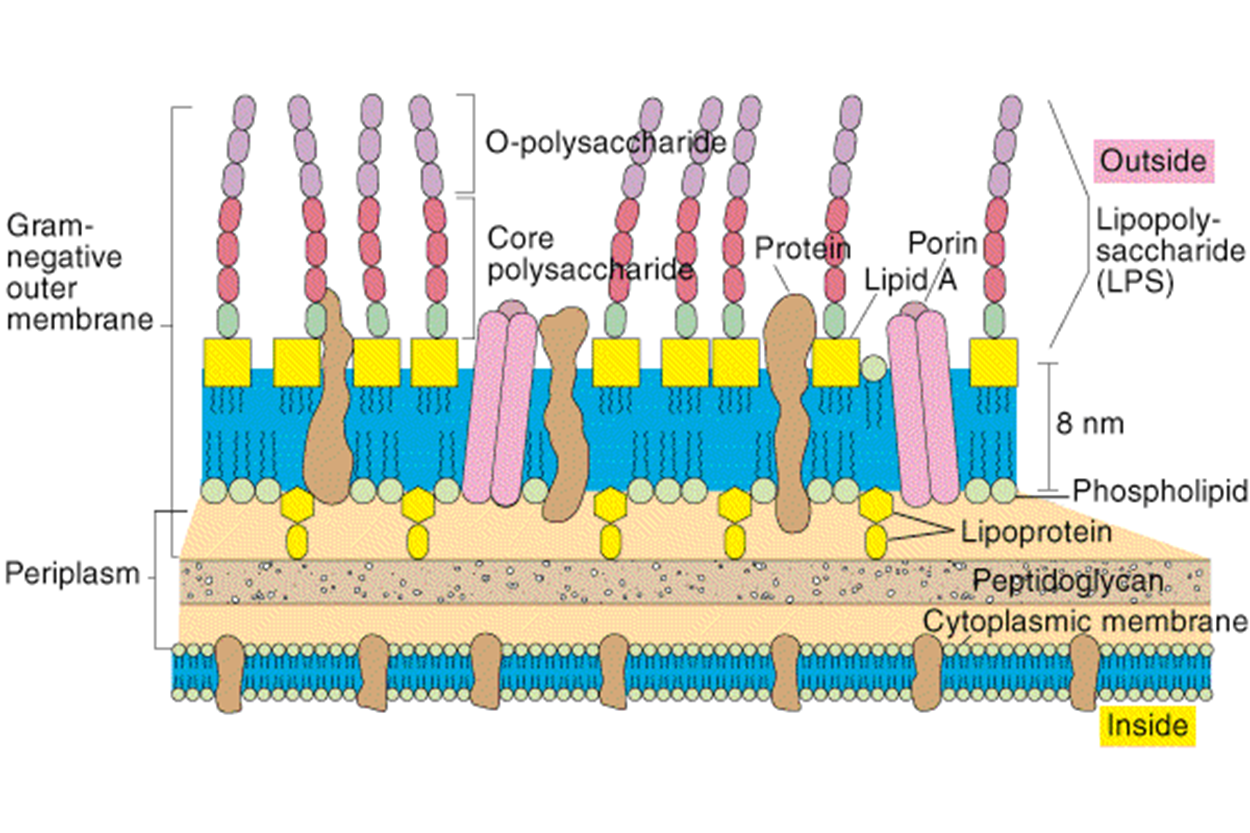 O-polysaccharide
Outside
Gram-
negative
outer
membrane
Core
polysaccharide
Protein
Porin
Lipid A
Lipopoly-
saccharide
(LPS)
8 nm
Phospholipid
Lipoprotein
Periplasm
Peptidoglycan
Cytoplasmic membrane
Inside